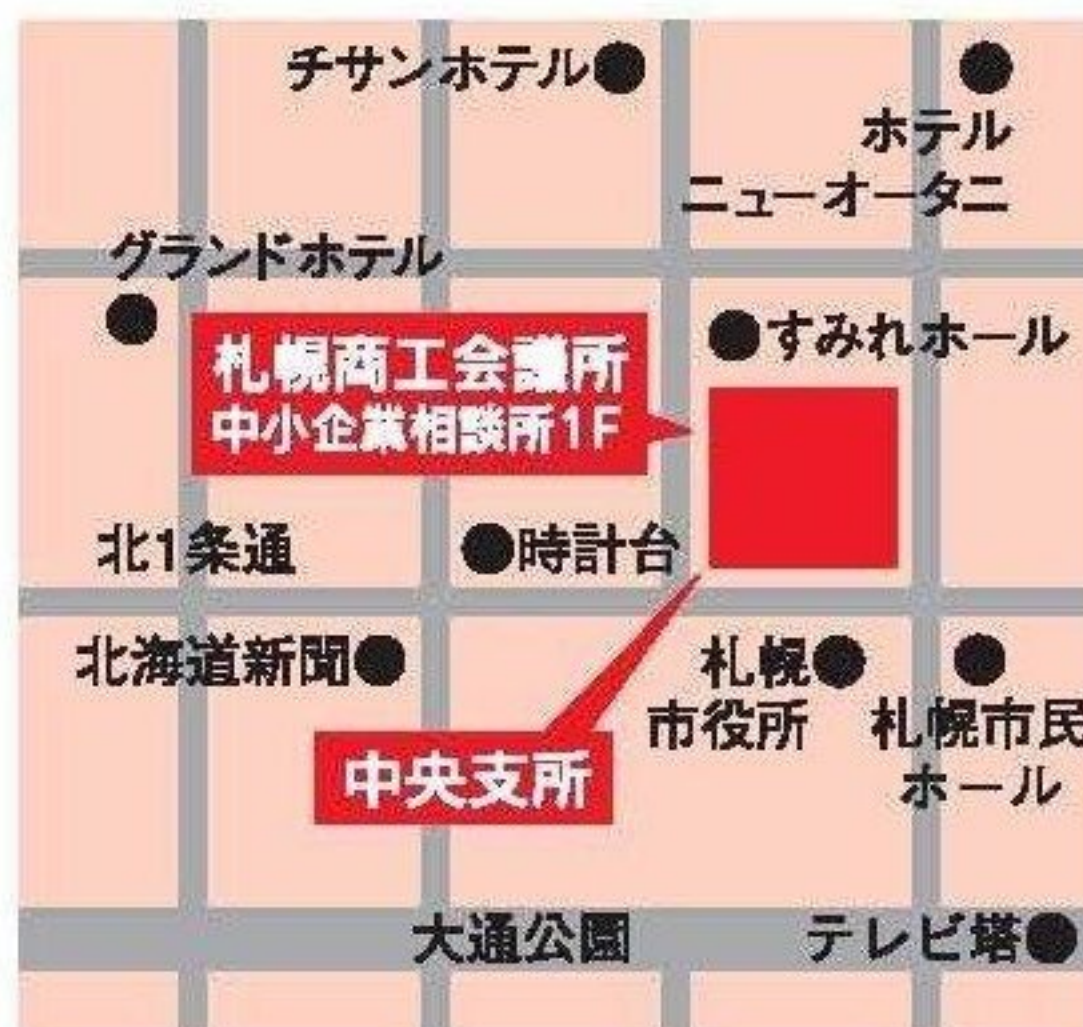 チサンホテル
ホテル
ニューオータニ
グランドホテル
すみれホール
札幌商工会議所
中小企業相談所1F
北1条通
時計台
北海道新聞
札幌
市役所
札幌市民
ホール
中央支所
大通公園
テレビ塔